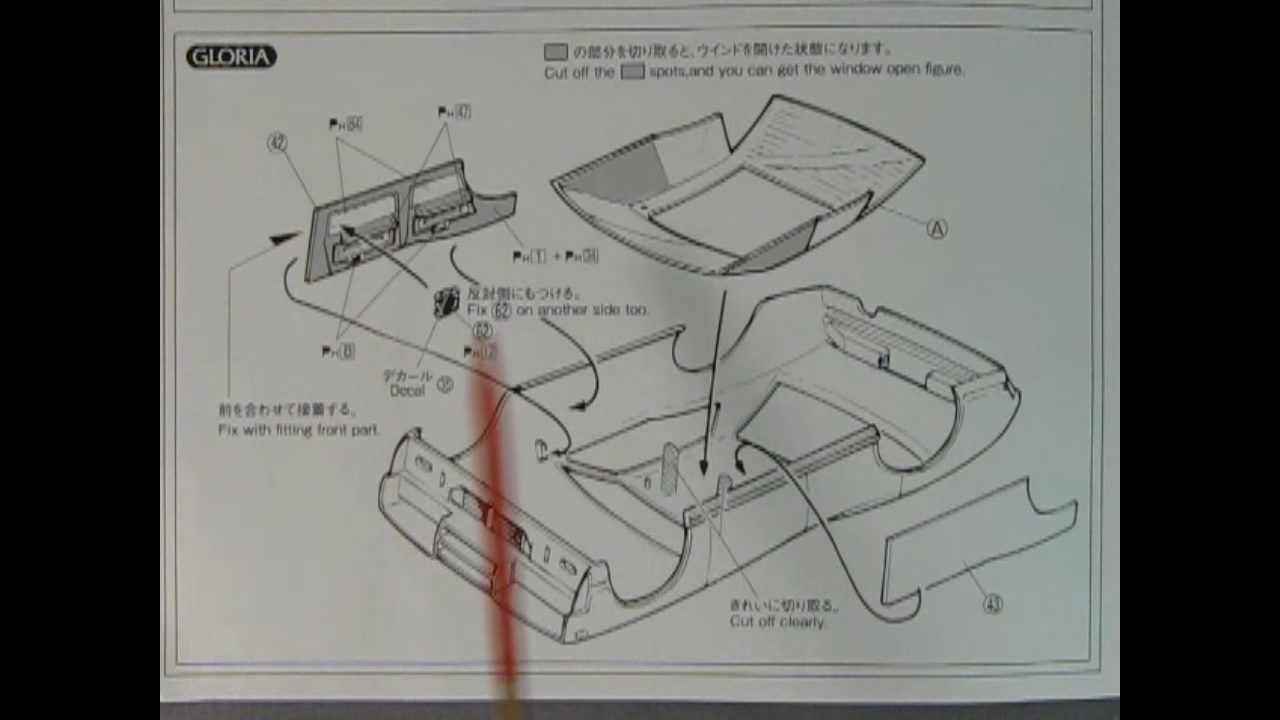 GLORIA
の部分を切り取ると、ウインドを開けた状態になります。
Cut off the spots,and you can get the window open figure.
42
PH 84
PH 42
A
PH 1 + PH 34
反対側にもつける。
Fix 62 on another side too.
62
PH 8
PH 12
デカール
Decal 35
前を合わせて接着する。
Fix with fitting front part.
きれいに切り取る。
Cut off clearly.
43